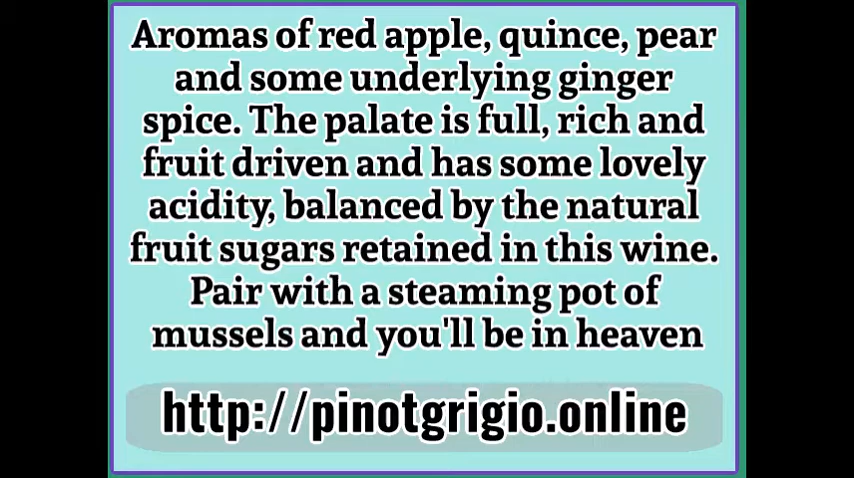 Aromas of red apple, quince, pear
and some underlying ginger
spice. The palate is full, rich and
fruit driven and has some lovely
acidity, balanced by the natural
fruit sugars retained in this wine.
Pair with a steaming pot of
mussels and you'll be in heaven
http://pinotgrigio.online